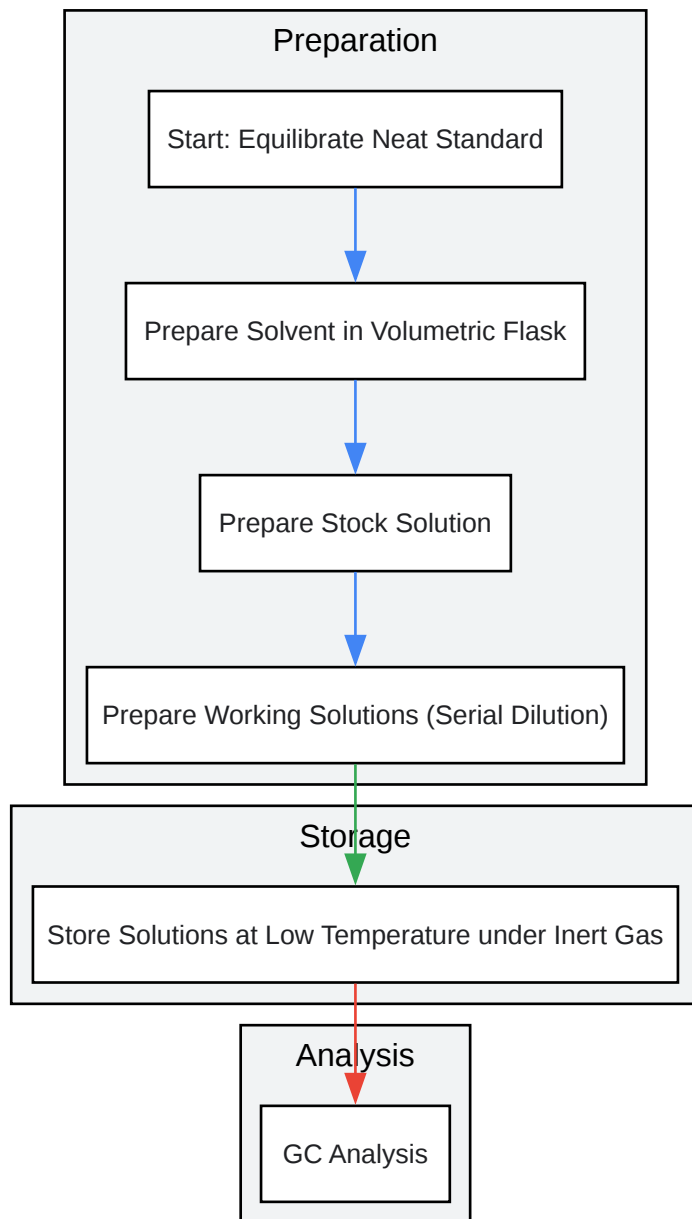 Preparation
Start: Equilibrate Neat Standard
Prepare Solvent in Volumetric Flask
Prepare Stock Solution
Prepare Working Solutions (Serial Dilution)
Storage
Store Solutions at Low Temperature under Inert Gas
Analysis
GC Analysis